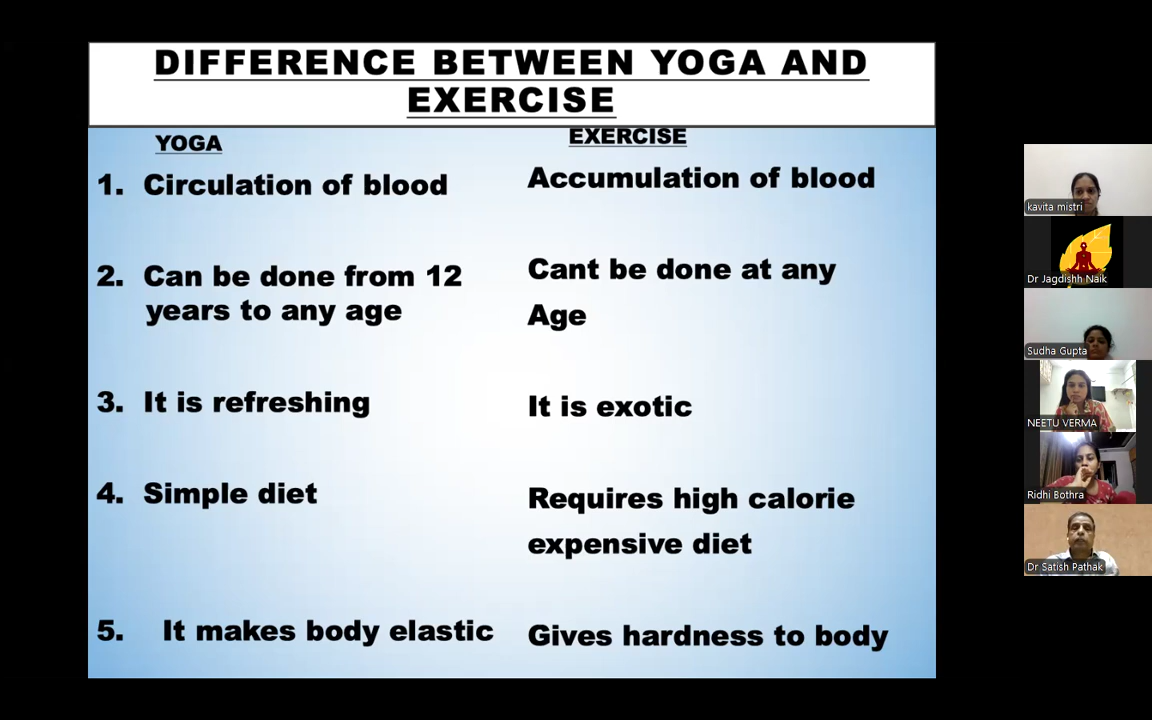 DIFFERENCE BETWEEN YOGA AND
EXERCISE
YOGA
1. Circulation of blood
2. Can be done from 12
years to any age
3. It is refreshing
4. Simple diet
5. It makes body elastic
EXERCISE
Accumulation of blood
Cant be done at any
Age
It is exotic
Requires high calorie
expensive diet
Gives hardness to body
kavita mistri
Dr Jagdishh Naik
Sudha Gupta
NEETU VERMA
Ridhi Bothra
Dr Satish Pathak